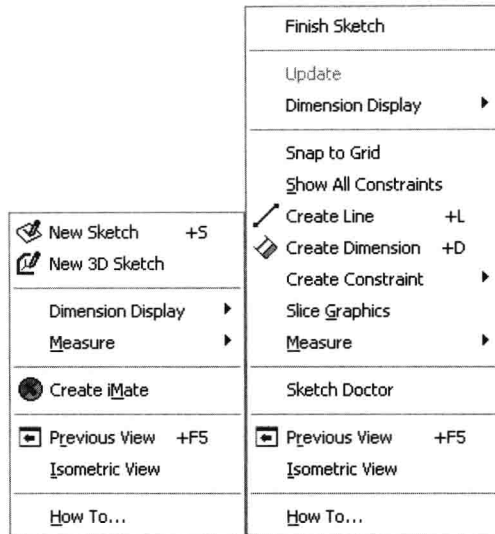 New Sketch +S
New 3D Sketch
Dimension Display
Measure
Create iMate
Previous View +F5
Isometric View
How To...
Finish Sketch
Update
Dimension Display
Snap to Grid
Show All Constraints
Create Line +L
Create Dimension +D
Create Constraint
Slice Graphics
Measure
Sketch Doctor
Previous View +F5
Isometric View
How To...